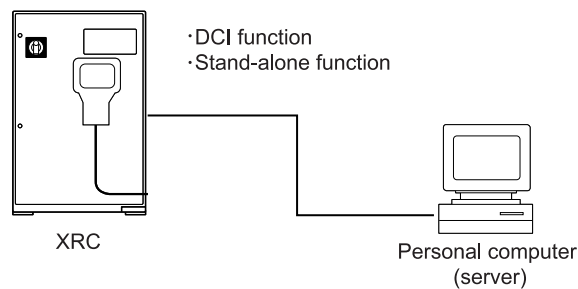 ·DCI function
·Stand-alone function
XRC
Personal computer
(server)